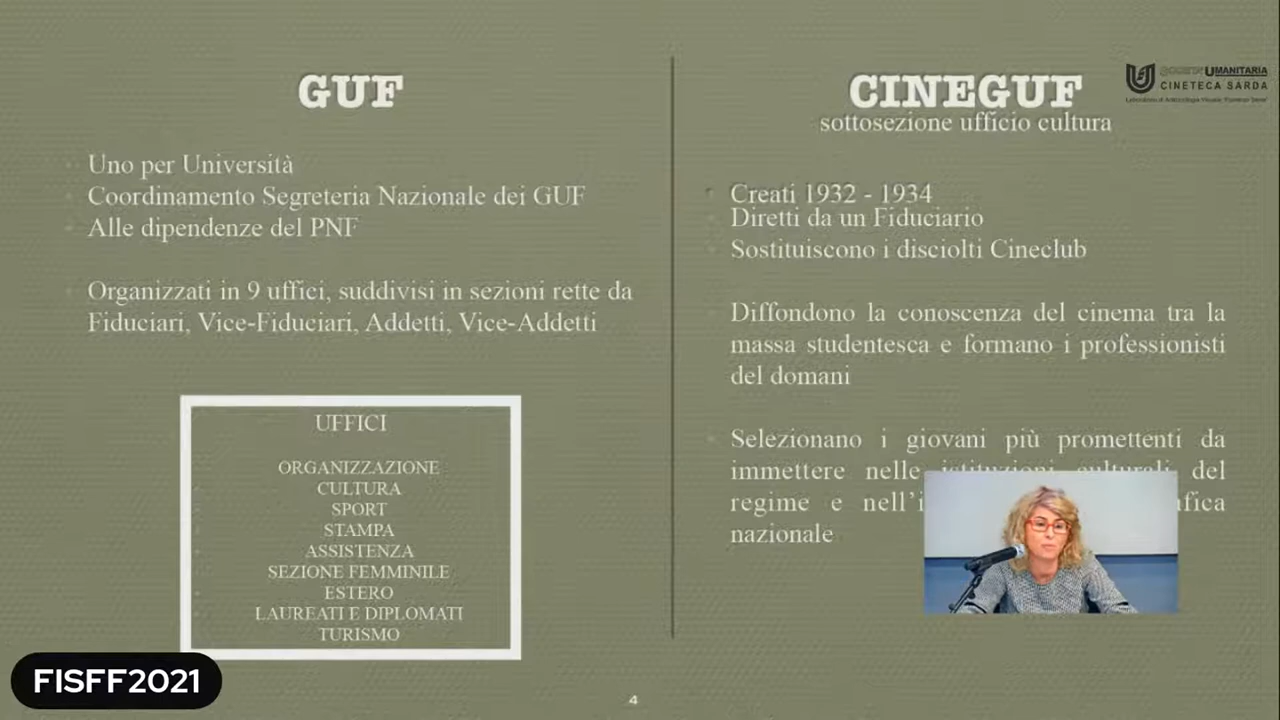 GUF
Uno per Università
Coordinamento Segreteria Nazionale dei GUF
Alle dipendenze del PNF
Organizzati in 9 uffici, suddivisi in sezioni rette da
Fiduciari, Vice-Fiduciari, Addetti, Vice-Addetti
UFFICI
ORGANIZZAZIONE
CULTURA
SPORT
STAMPA
ASSISTENZA
SEZIONE FEMMINILE
ESTERO
LAUREATI E DIPLOMATI
TURISMO
CINEGUF
sottosezione ufficio cultura
Creati 1932 - 1934
Diretti da un Fiduciario
Sostituiscono i disciolti Cineclub
Diffondono la conoscenza del cinema tra la
massa studentesca e formano i professionisti
del domani
Selezionano i giovani più promettenti da
immettere nelle istituzioni culturali del
regime e
nazionale
UMANITARIA
CINETECA SARDA
FISFF2021
4